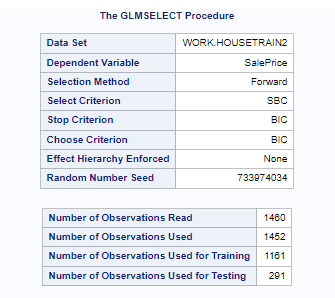 The GLMSELECT Procedure
Data Set WORK.HOUSETRAIN2
Dependent Variable SalePrice
Selection Method Forward
Select Criterion SBC
Stop Criterion BIC
Choose Criterion BIC
Effect Hierarchy Enforced None
Random Number Seed 733974034
Number of Observations Read 1460
Number of Observations Used 1452
Number of Observations Used for Training 1161
Number of Observations Used for Testing 291